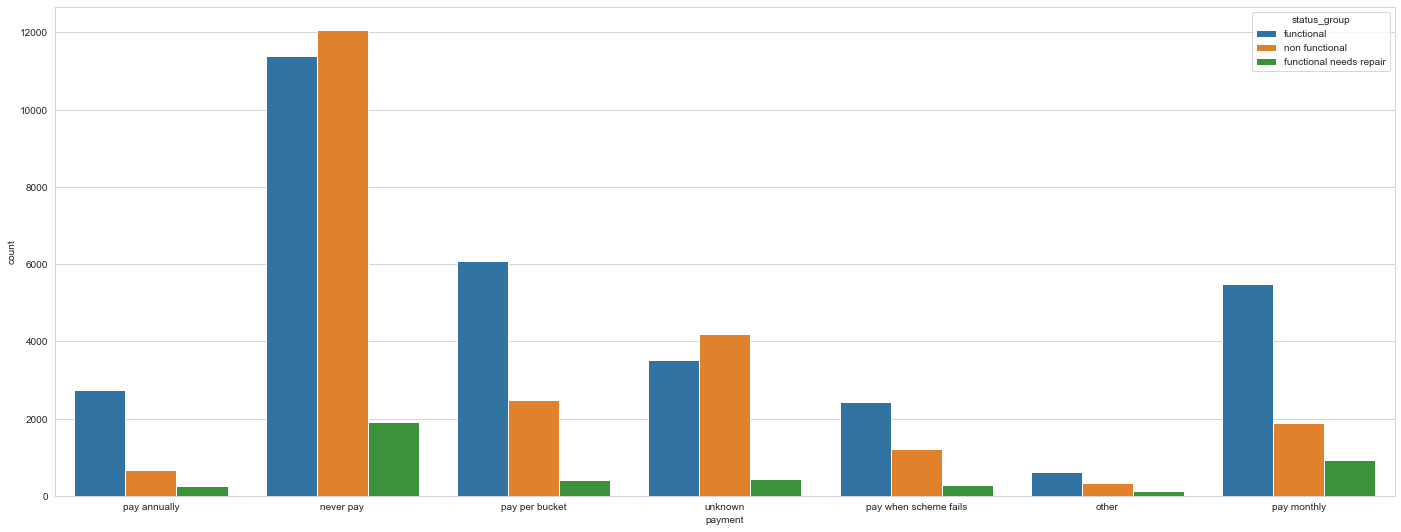 status_group
functional
non functional
functional needs repair
12000
10000
8000
6000
4000
2000
0
count
pay annually never pay pay per bucket unknown pay when scheme fails other pay monthly
payment